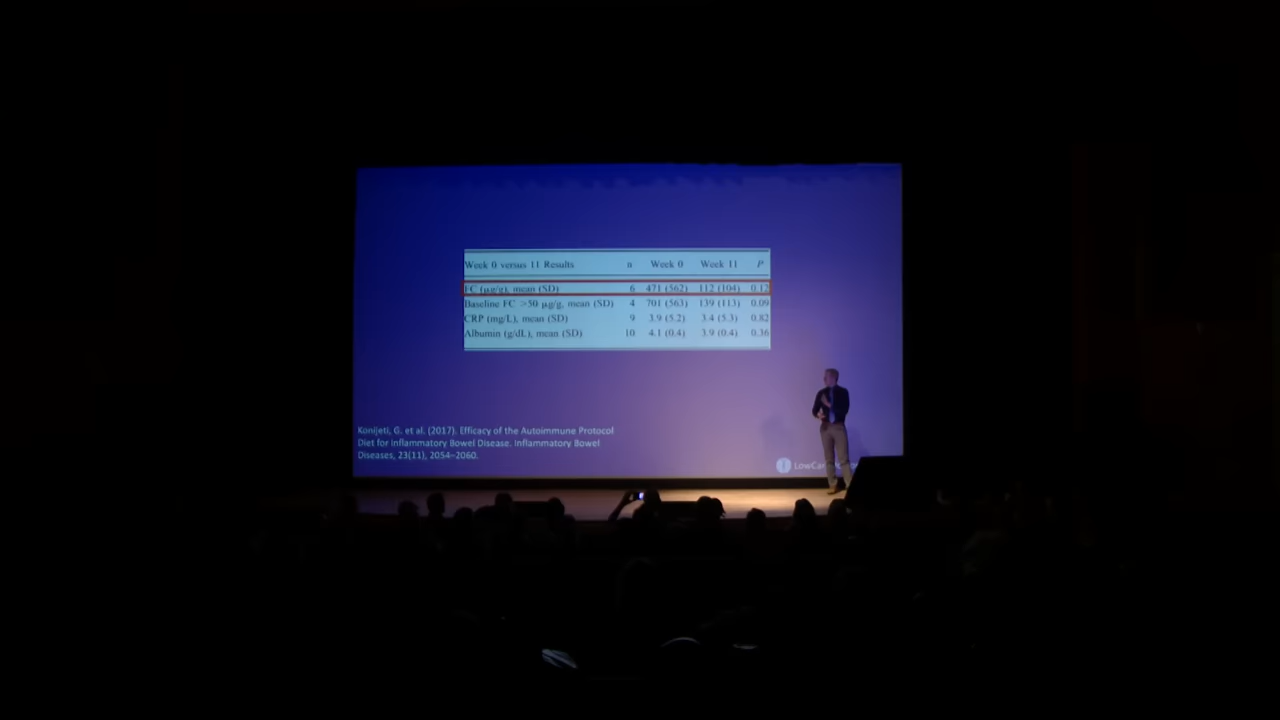 Week 0 versus 11 Results n Week 0 Week 11 P
FC (µg/g), mean (SD) 6 471 (562) 112 (104) 0.12
Baseline FC >50 µg/g, mean (SD) 4 701 (563) 139 (113) 0.09
CRP (mg/L), mean (SD) 9 3.9 (5.2) 3.4 (5.3) 0.82
Albumin (g/dL), mean (SD) 10 4.1 (0.4) 3.9 (0.4) 0.36
Konijeti, G. et al. (2017). Efficacy of the Autoimmune Protocol
Diet for Inflammatory Bowel Disease. Inflammatory Bowel
Diseases, 23(11), 2054–2060.